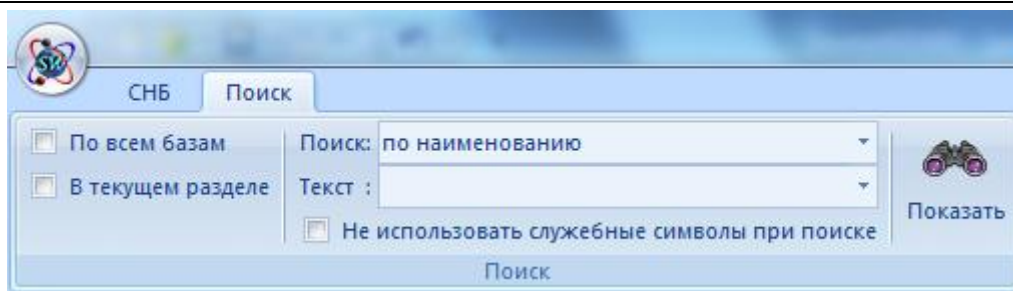 SW
СНБ Поиск
По всем базам Поиск: по наименованию
В текущем разделе Текст :
Показать
Не использовать служебные символы при поиске
Поиск